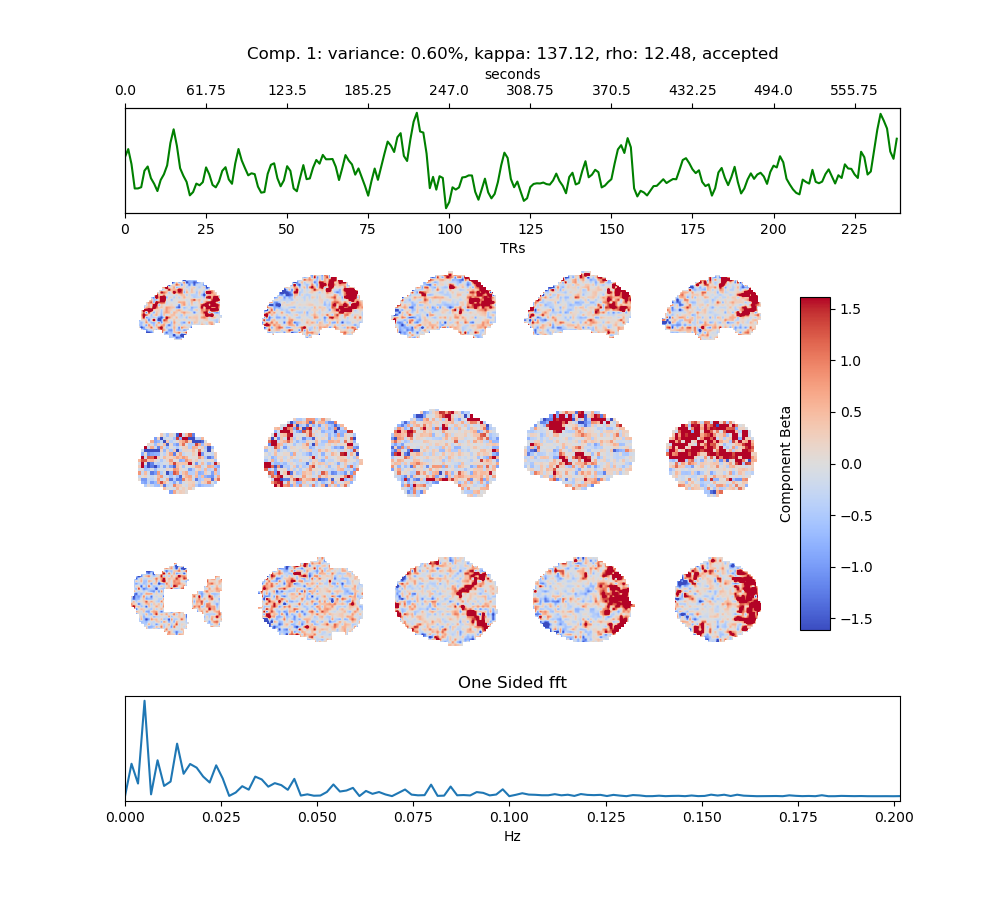 Comp. 1: variance: 0.60%, kappa: 137.12, rho: 12.48, accepted
seconds
0.0 61.75 123.5 185.25 247.0 308.75 370.5 432.25 494.0 555.75
0 25 50 75 100 125 150 175 200 225
TRs
1.5
1.0
0.5
0.0
−0.5
−1.0
−1.5
Component Beta
One Sided fft
0.000 0.025 0.050 0.075 0.100 0.125 0.150 0.175 0.200
Hz